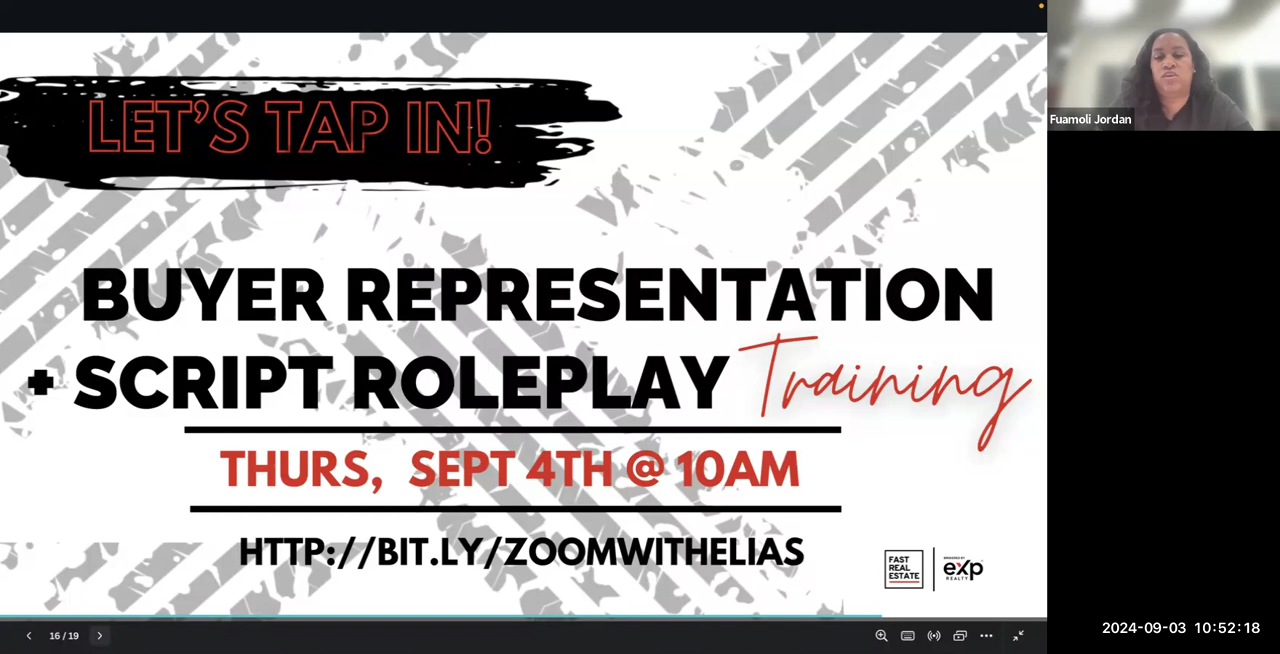 LET'S TAP IN!
BUYER REPRESENTATION
+ SCRIPT ROLEPLAY Training
THURS, SEPT 4TH @ 10AM
HTTP://BIT.LY/ZOOMWITHELIAS
FAST
REAL
ESTATE
BROKERED BY
eXp
REALTY
16 / 19
Fuamoli Jordan
2024-09-03 10:52:18